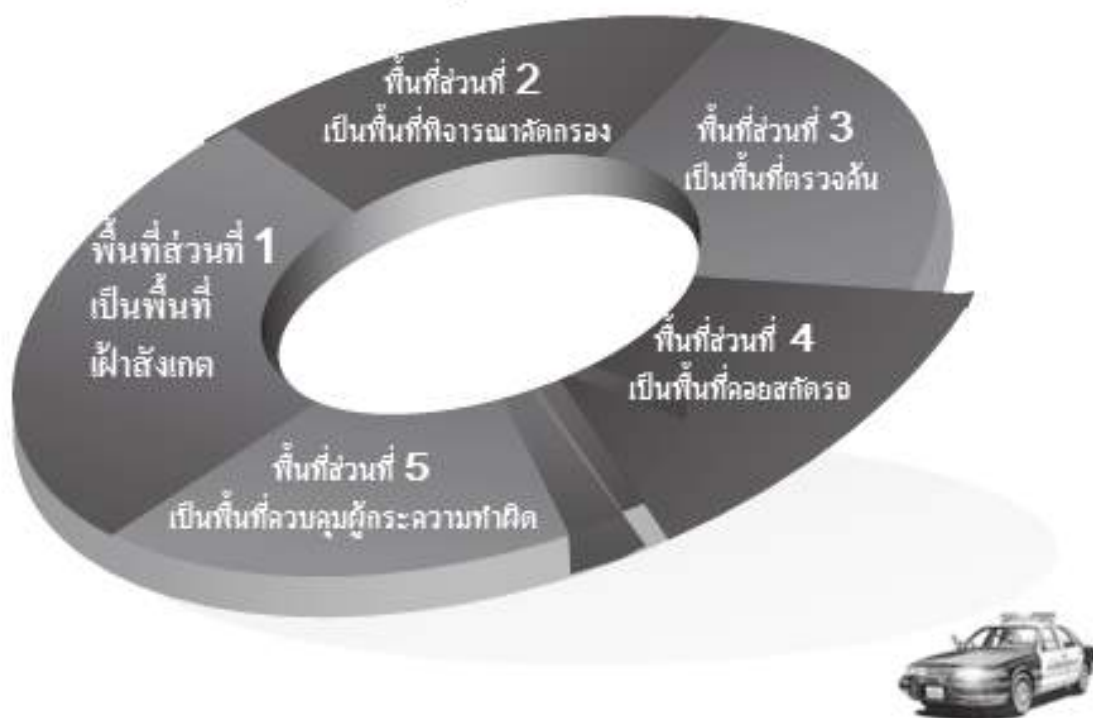 พื้นที่ส่วนที่ 1
เป็นพื้นที่
เฝ้าสังเกต
พื้นที่ส่วนที่ 2
เป็นพื้นที่พิจารณาคัดกรอง
พื้นที่ส่วนที่ 3
เป็นพื้นที่ตรวจค้น
พื้นที่ส่วนที่ 4
เป็นพื้นที่คอยสกัดรถ
พื้นที่ส่วนที่ 5
เป็นพื้นที่ควบคุมผู้กระความทำผิด